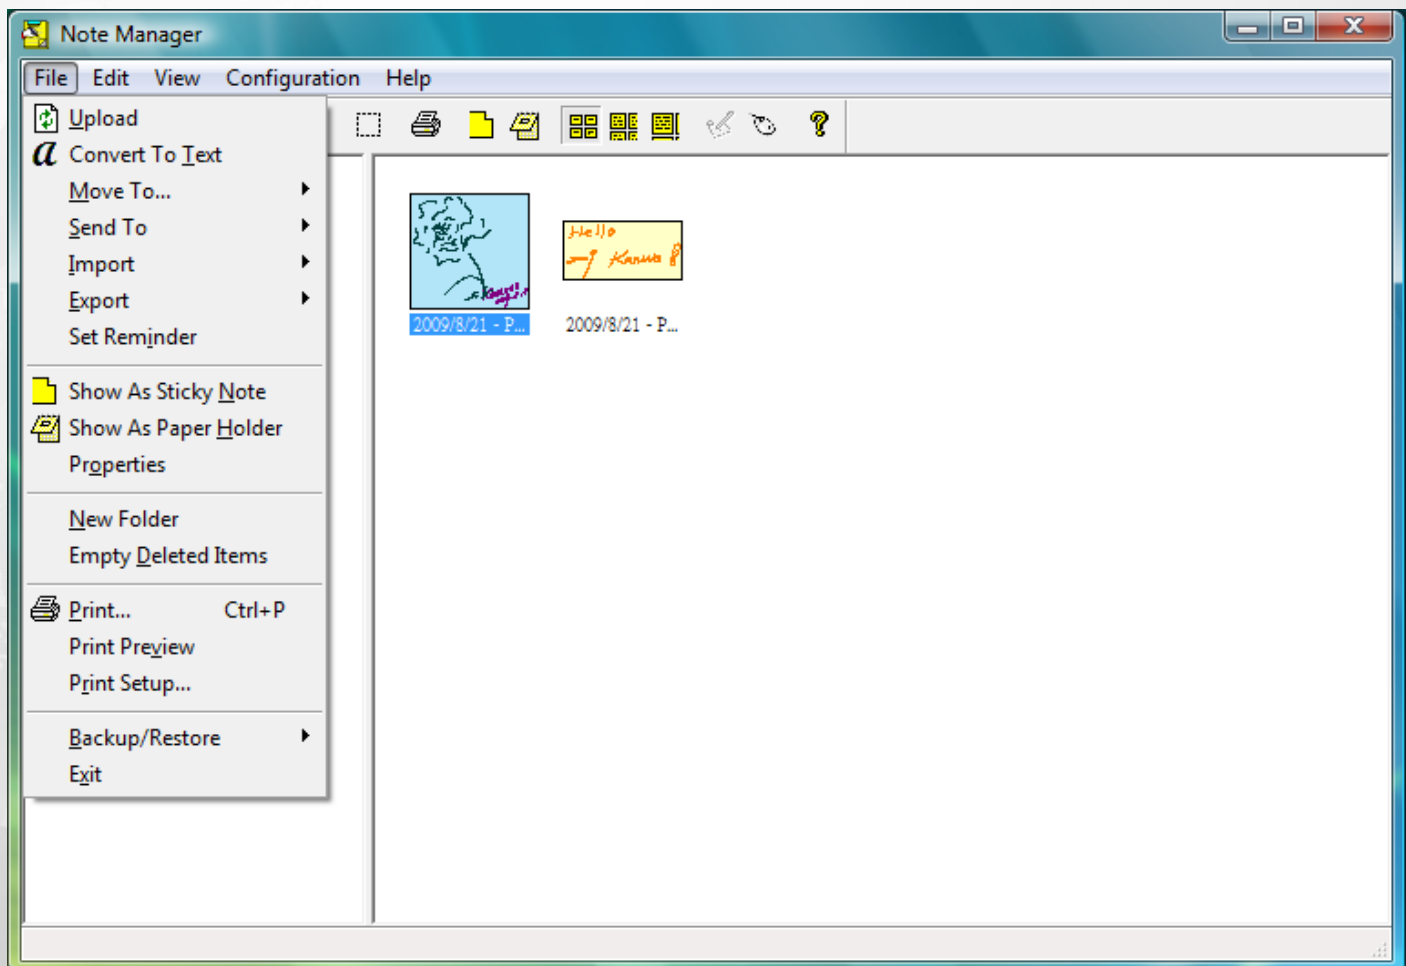 Note Manager
File Edit View Configuration Help
Upload
Convert To Text
Move To...
Send To
Import
Export
Set Reminder
Show As Sticky Note
Show As Paper Holder
Properties
New Folder
Empty Deleted Items
Print... Ctrl+P
Print Preview
Print Setup...
Backup/Restore
Exit
Hello
2009/8/21 - P... 2009/8/21 - P...